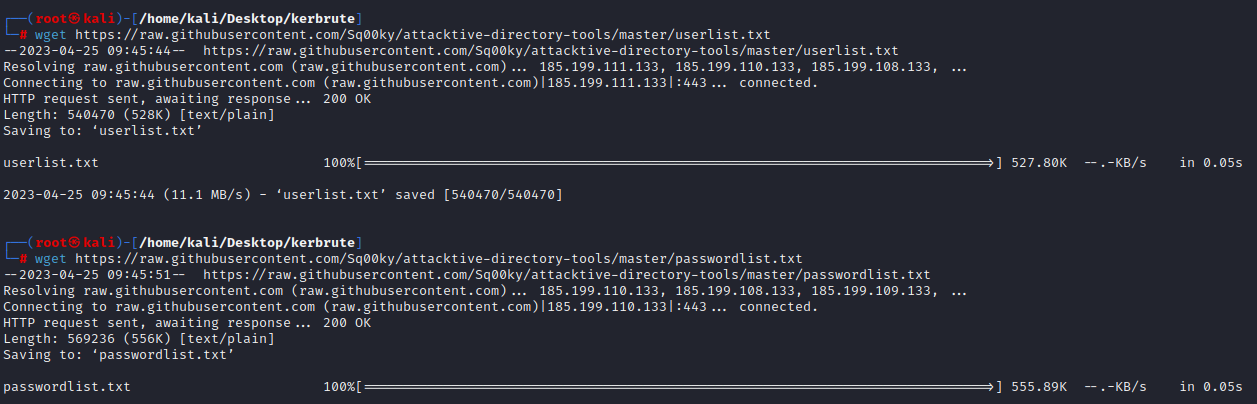 ┌──(root㉿kali)-[/home/kali/Desktop/kerbrute]
└─# wget https://raw.githubusercontent.com/Sq00ky/attacktive-directory-tools/master/userlist.txt
--2023-04-25 09:45:44--  https://raw.githubusercontent.com/Sq00ky/attacktive-directory-tools/master/userlist.txt
Resolving raw.githubusercontent.com (raw.githubusercontent.com)... 185.199.111.133, 185.199.110.133, 185.199.108.133, ...
Connecting to raw.githubusercontent.com (raw.githubusercontent.com)|185.199.111.133|:443... connected.
HTTP request sent, awaiting response... 200 OK
Length: 540470 (528K) [text/plain]
Saving to: ‘userlist.txt’
userlist.txt 100%[===================>] 527.80K --.-KB/s in 0.05s
2023-04-25 09:45:44 (11.1 MB/s) - ‘userlist.txt’ saved [540470/540470]
┌──(root㉿kali)-[/home/kali/Desktop/kerbrute]
└─# wget https://raw.githubusercontent.com/Sq00ky/attacktive-directory-tools/master/passwordlist.txt
--2023-04-25 09:45:51--  https://raw.githubusercontent.com/Sq00ky/attacktive-directory-tools/master/passwordlist.txt
Resolving raw.githubusercontent.com (raw.githubusercontent.com)... 185.199.110.133, 185.199.108.133, 185.199.109.133, ...
Connecting to raw.githubusercontent.com (raw.githubusercontent.com)|185.199.110.133|:443... connected.
HTTP request sent, awaiting response... 200 OK
Length: 569236 (556K) [text/plain]
Saving to: ‘passwordlist.txt’
passwordlist.txt 100%[===================>] 555.89K --.-KB/s in 0.05s